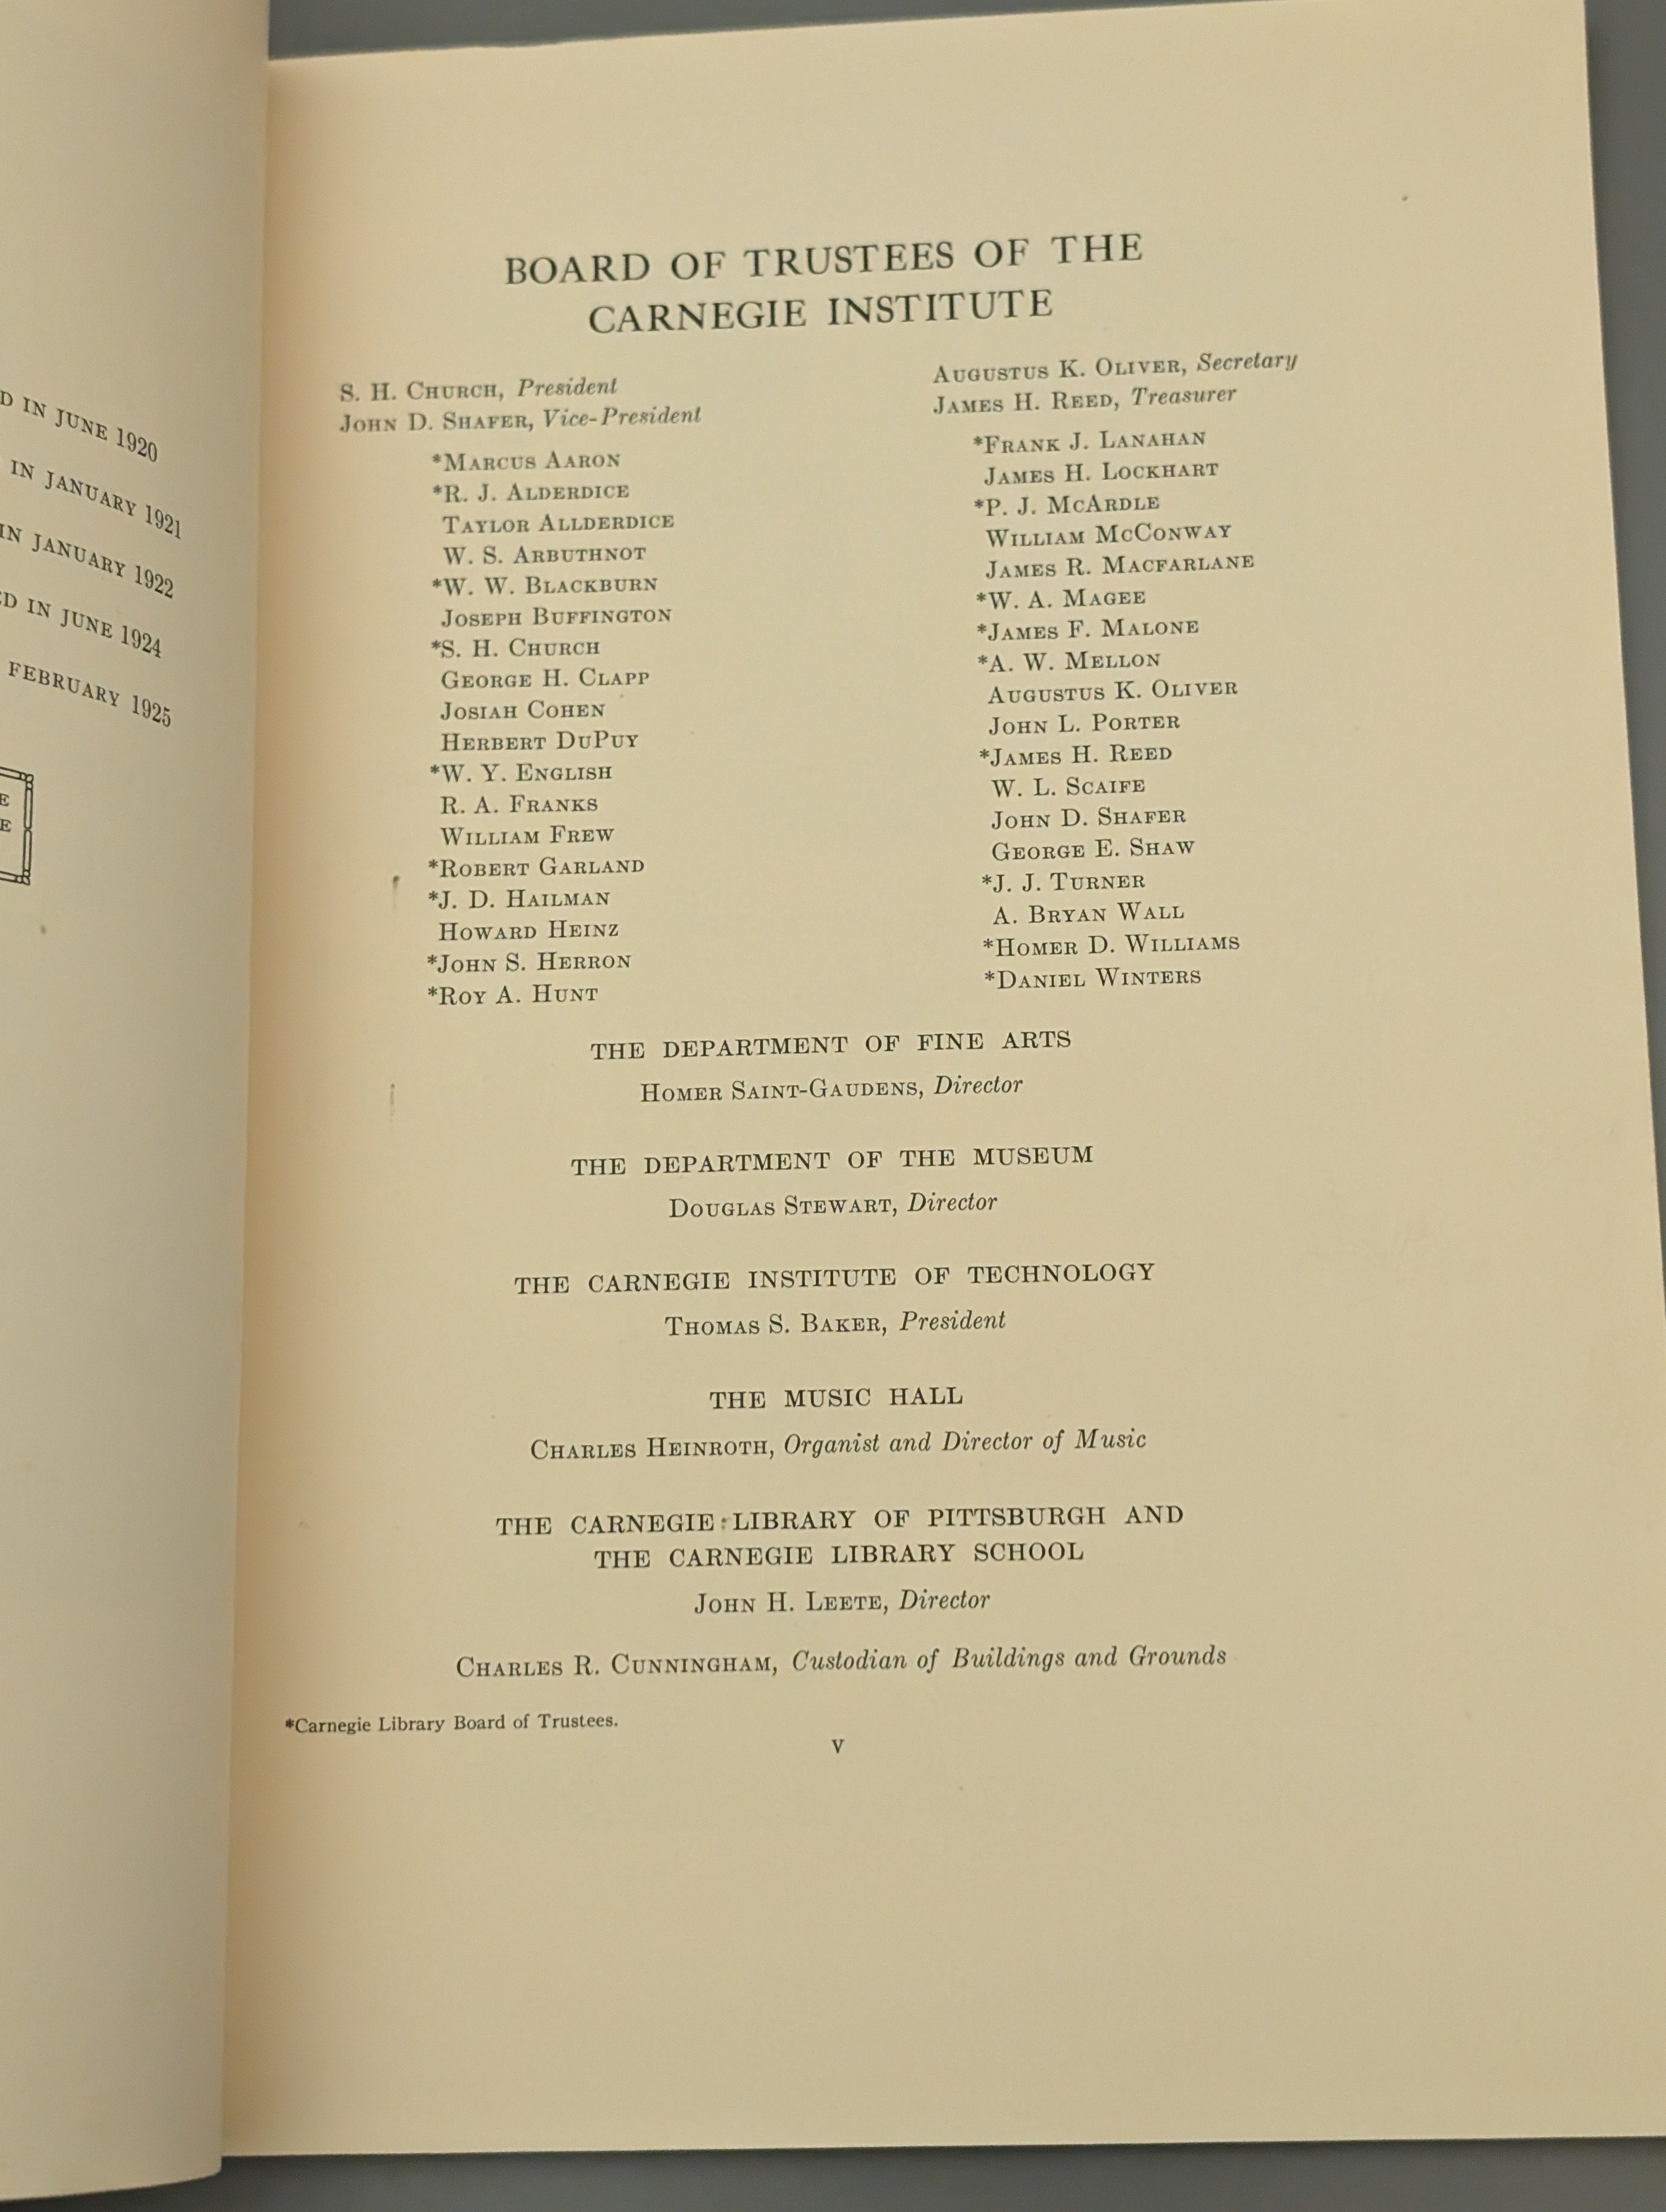 D IN JUNE 1920
IN JANUARY 1921
IN JANUARY 1922
ED IN JUNE 1924
FEBRUARY 1925
E
E
BOARD OF TRUSTEES OF THE
CARNEGIE INSTITUTE
S. H. CHURCH, President
JOHN D. SHAFER, Vice-President
AUGUSTUS K. OLIVER, Secretary
JAMES H. REED, Treasurer
*MARCUS AARON
*R. J. ALDERDICE
TAYLOR ALLDERDICE
W. S. ARBUTHNOT
*W. W. BLACKBURN
JOSEPH BUFFINGTON
*S. H. CHURCH
GEORGE H. CLAPP
JOSIAH COHEN
HERBERT DUPUY
*W. Y. ENGLISH
R. A. FRANKS
WILLIAM FREW
*ROBERT GARLAND
*J. D. HAILMAN
HOWARD HEINZ
*JOHN S. HERRON
*ROY A. HUNT
*FRANK J. LANAHAN
JAMES H. LOCKHART
*P. J. MCARDLE
WILLIAM MCCONWAY
JAMES R. MACFARLANE
*W. A. MAGEE
*JAMES F. MALONE
*A. W. MELLON
AUGUSTUS K. OLIVER
JOHN L. PORTER
*JAMES H. REED
W. L. SCAIFE
JOHN D. SHAFER
GEORGE E. SHAW
*J. J. TURNER
A. BRYAN WALL
*HOMER D. WILLIAMS
*DANIEL WINTERS
THE DEPARTMENT OF FINE ARTS
HOMER SAINT-GAUDENS, Director
THE DEPARTMENT OF THE MUSEUM
DOUGLAS STEWART, Director
THE CARNEGIE INSTITUTE OF TECHNOLOGY
THOMAS S. BAKER, President
THE MUSIC HALL
CHARLES HEINROTH, Organist and Director of Music
THE CARNEGIE LIBRARY OF PITTSBURGH AND
THE CARNEGIE LIBRARY SCHOOL
JOHN H. LEETE, Director
CHARLES R. CUNNINGHAM, Custodian of Buildings and Grounds
*Carnegie Library Board of Trustees.
V